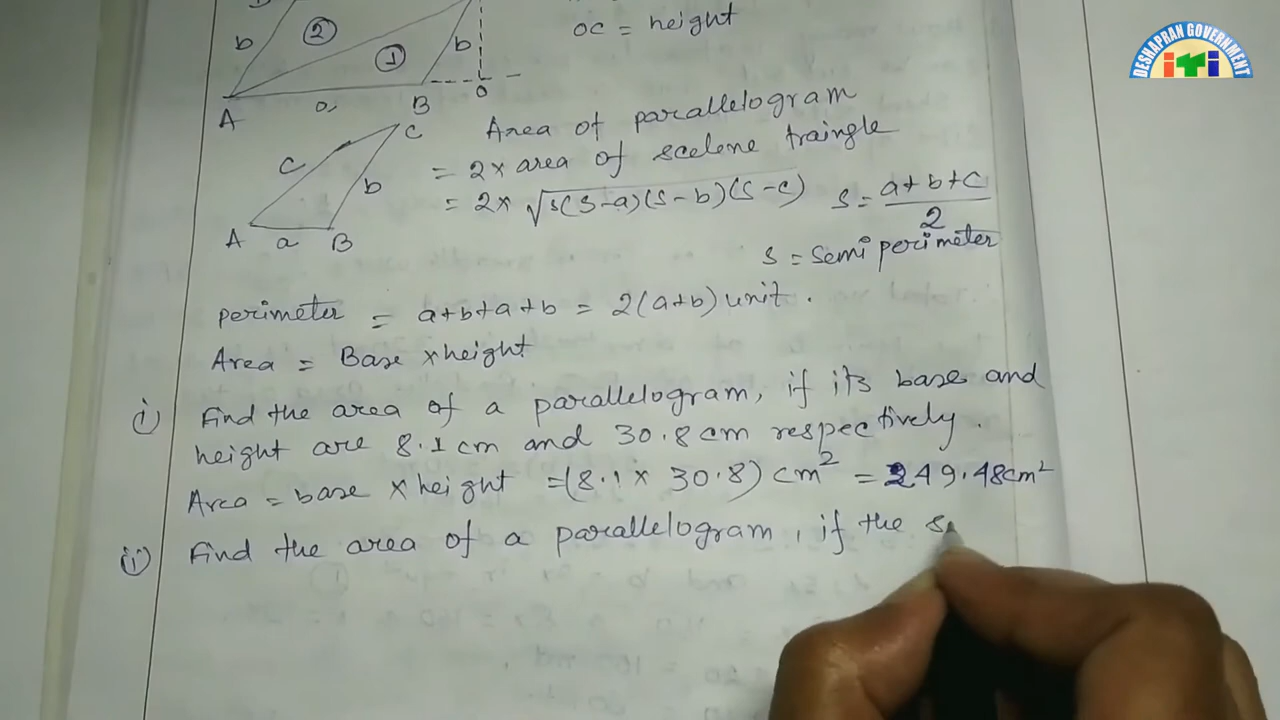 b ② ① b
OC = height
DESHAPRAN GOVERNMENT
iTi
A a B O
Area of parallelogram
C
c b
= 2× area of scelene traingle
= 2× √s(s-a)(s-b)(s-c) s = a+b+c / 2
A a B
s = semi perimeter
perimeter = a+b+a+b = 2(a+b) unit.
Area = Base × height
i) Find the area of a parallelogram, if its base and
height are 8.1 cm and 30.8 cm respectively.
Area = base × height = (8.1 × 30.8) cm² = 249.48 cm²
ii) Find the area of a parallelogram, if the s